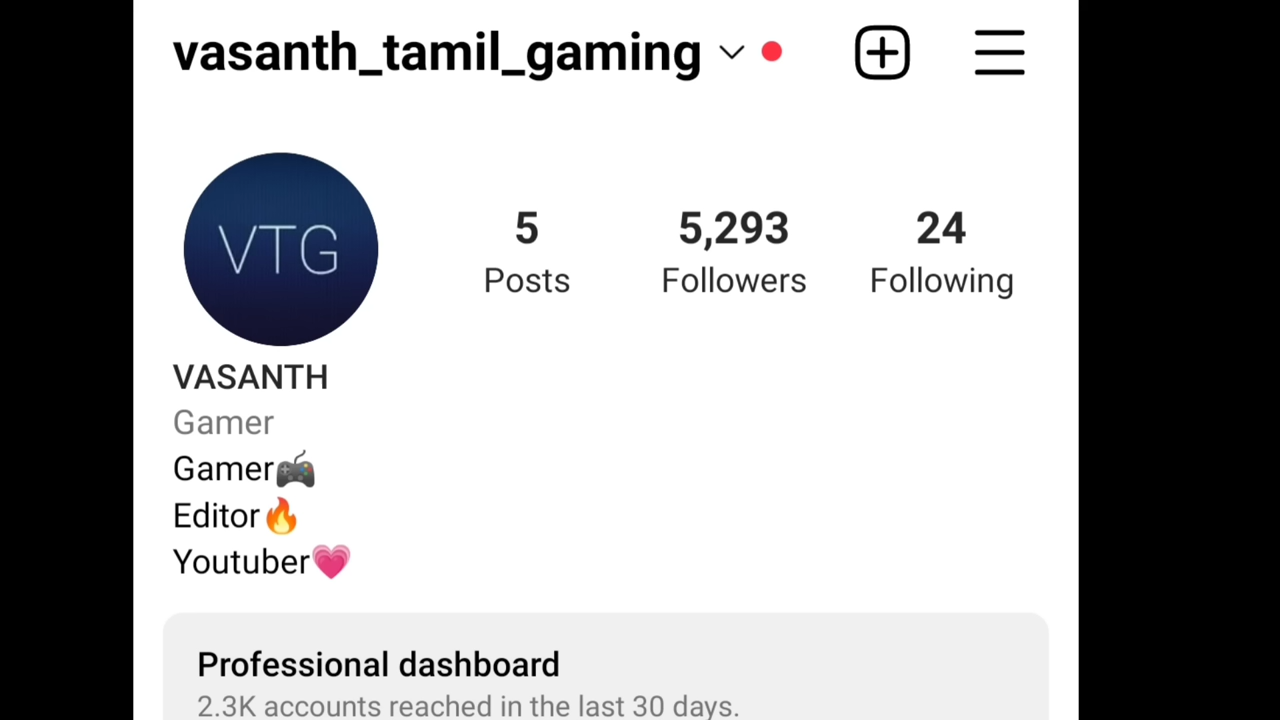 vasanth_tamil_gaming
VTG
5 5,293 24
Posts Followers Following
VASANTH
Gamer
Gamer🎮
Editor🔥
Youtuber💗
Professional dashboard
2.3K accounts reached in the last 30 days.